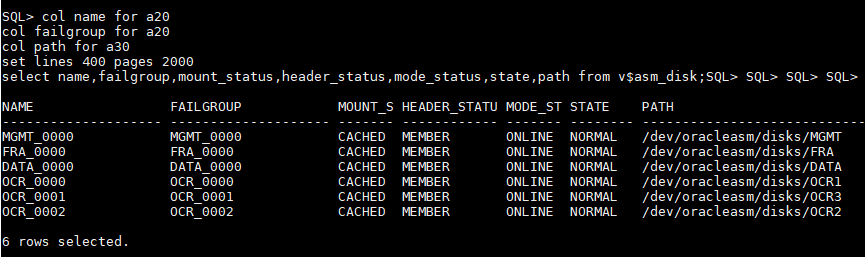 SQL> col name for a20
col failgroup for a20
col path for a30
set lines 400 pages 2000
select name,failgroup,mount_status,header_status,mode_status,state,path from v$asm_disk;SQL> SQL> SQL> SQL>
NAME                 FAILGROUP            MOUNT_S HEADER_STATU MODE_ST STATE    PATH
-------------------- -------------------- ------- ------------ ------- -------- ------------------------------
MGMT_0000            MGMT_0000            CACHED  MEMBER       ONLINE  NORMAL   /dev/oracleasm/disks/MGMT
FRA_0000             FRA_0000             CACHED  MEMBER       ONLINE  NORMAL   /dev/oracleasm/disks/FRA
DATA_0000            DATA_0000            CACHED  MEMBER       ONLINE  NORMAL   /dev/oracleasm/disks/DATA
OCR_0000             OCR_0000             CACHED  MEMBER       ONLINE  NORMAL   /dev/oracleasm/disks/OCR1
OCR_0001             OCR_0001             CACHED  MEMBER       ONLINE  NORMAL   /dev/oracleasm/disks/OCR3
OCR_0002             OCR_0002             CACHED  MEMBER       ONLINE  NORMAL   /dev/oracleasm/disks/OCR2
6 rows selected.